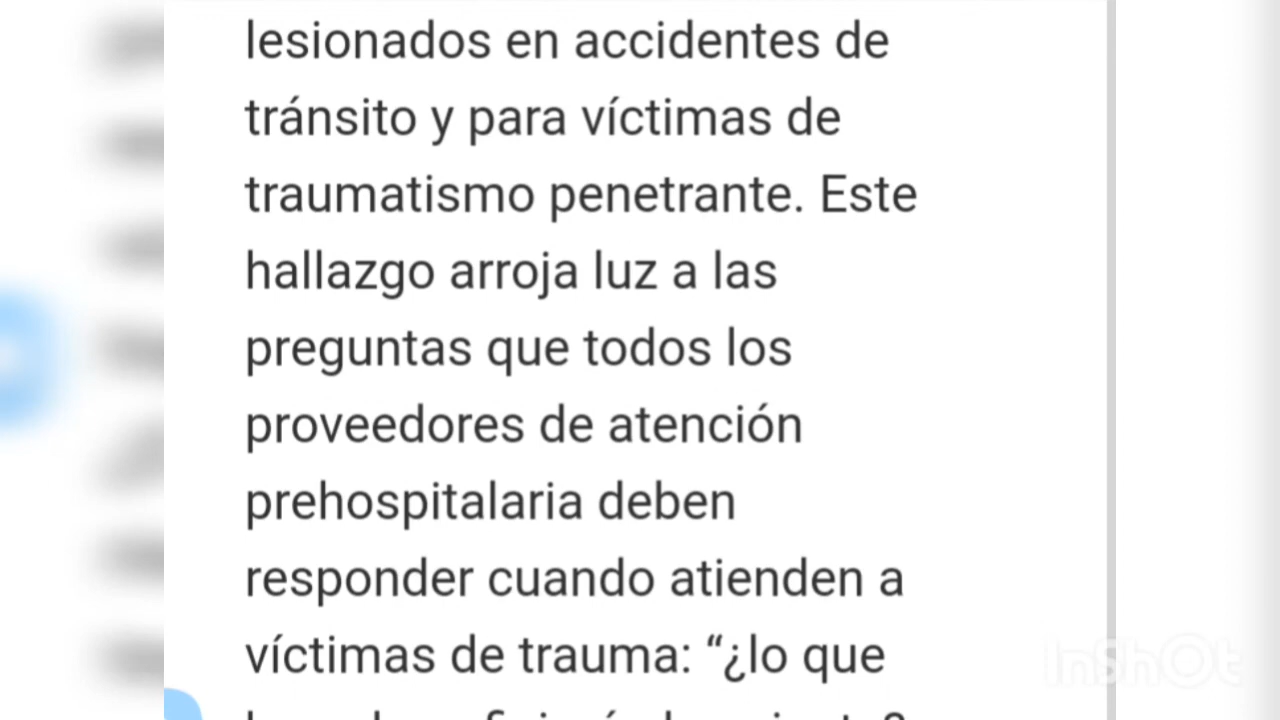 lesionados en accidentes de
tránsito y para víctimas de
traumatismo penetrante. Este
hallazgo arroja luz a las
preguntas que todos los
proveedores de atención
prehospitalaria deben
responder cuando atienden a
víctimas de trauma: “¿lo que
InShOt